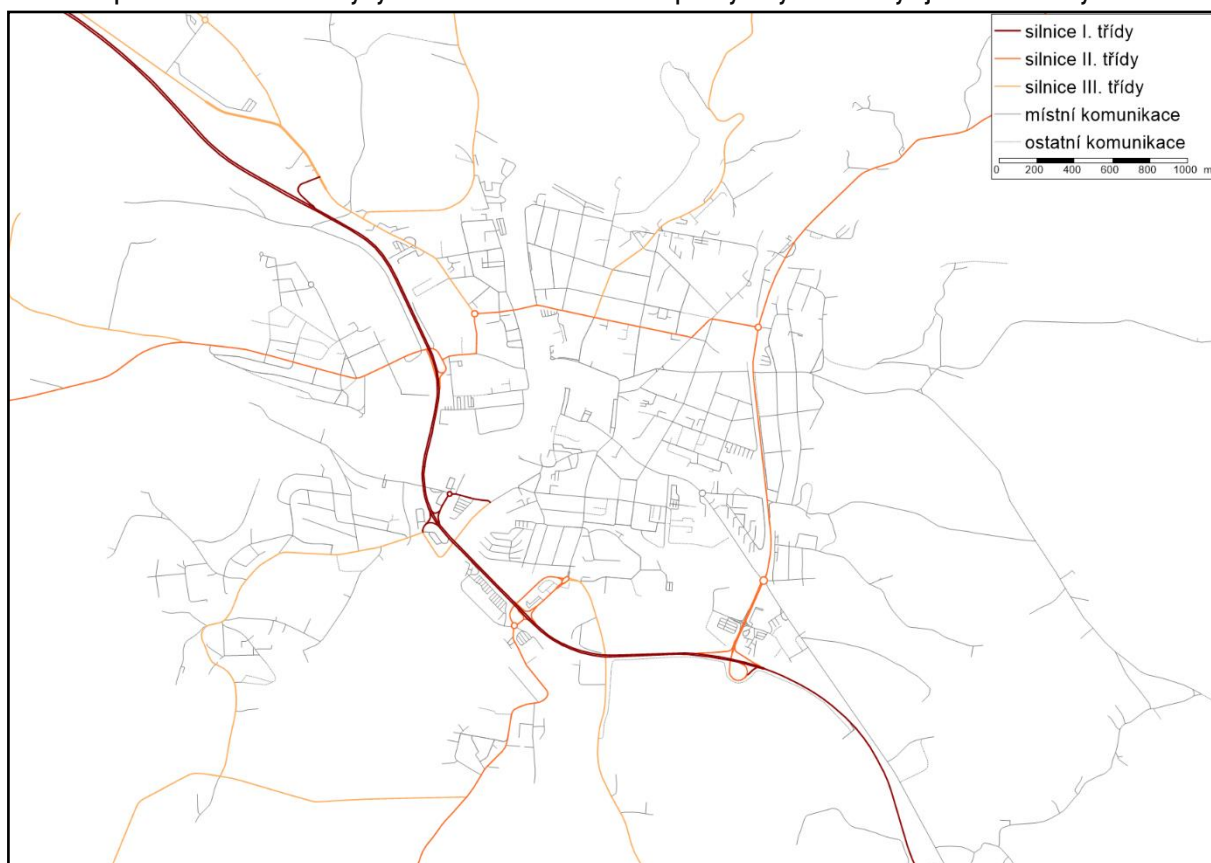 silnice I. třídy
silnice II. třídy
silnice III. třídy
místní komunikace
ostatní komunikace
0 200 400 600 800 1000 m